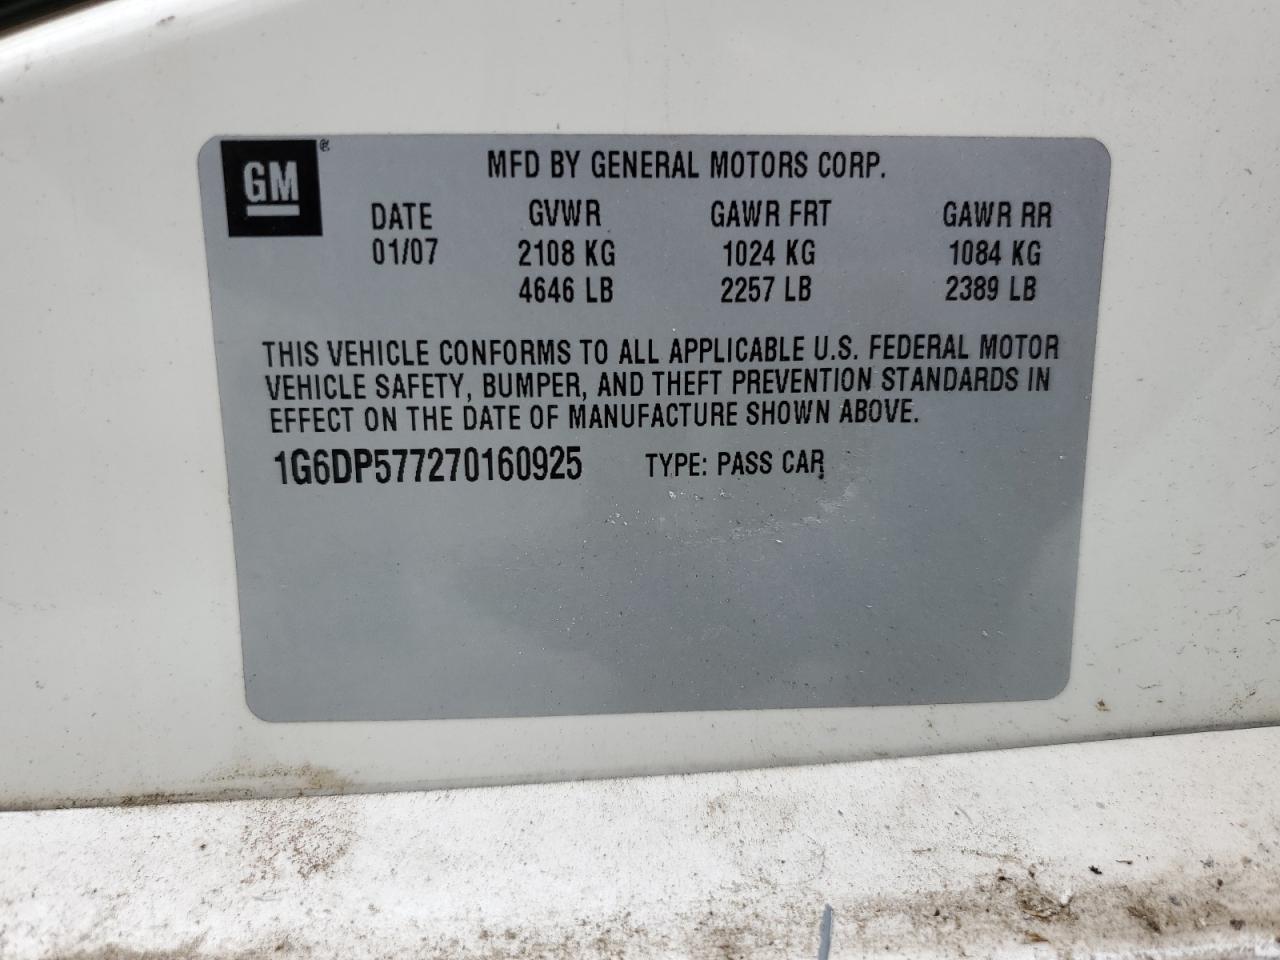 GM®
MFD BY GENERAL MOTORS CORP.
DATE GVWR GAWR FRT GAWR RR
01/07 2108 KG 1024 KG 1084 KG
4646 LB 2257 LB 2389 LB
THIS VEHICLE CONFORMS TO ALL APPLICABLE U.S. FEDERAL MOTOR
VEHICLE SAFETY, BUMPER, AND THEFT PREVENTION STANDARDS IN
EFFECT ON THE DATE OF MANUFACTURE SHOWN ABOVE.
1G6DP577270160925 TYPE: PASS CAR